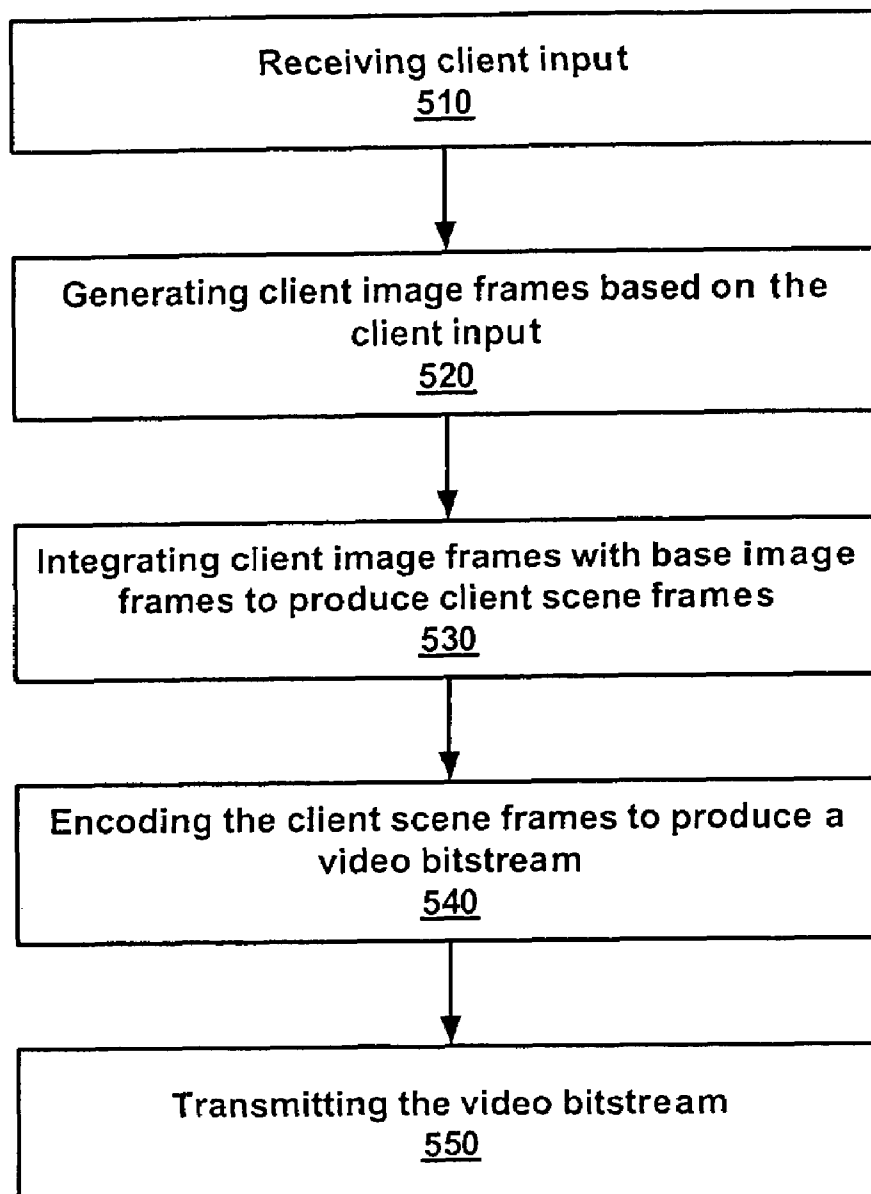 Receiving client input
510
Generating client image frames based on the
client input
520
Integrating client image frames with base image
frames to produce client scene frames
530
Encoding the client scene frames to produce a
video bitstream
540
Transmitting the video bitstream
550